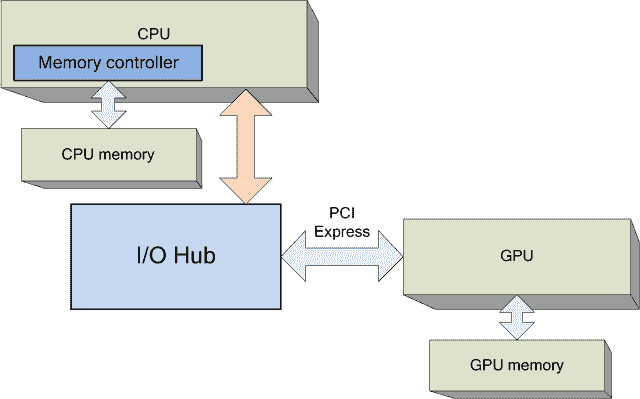 CPU
Memory controller
CPU memory
I/O Hub
PCI
Express
GPU
GPU memory